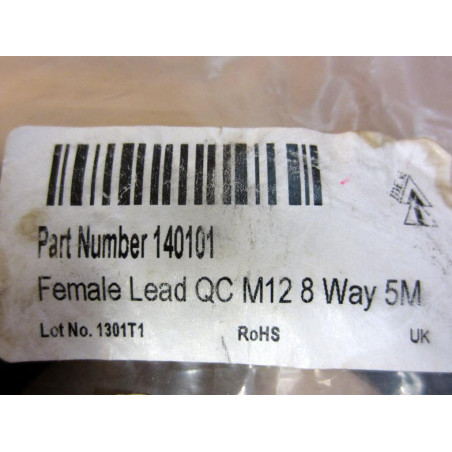 Part Number 140101
Female Lead QC M12 8 Way 5M
Lot No. 1301T1 RoHS UK